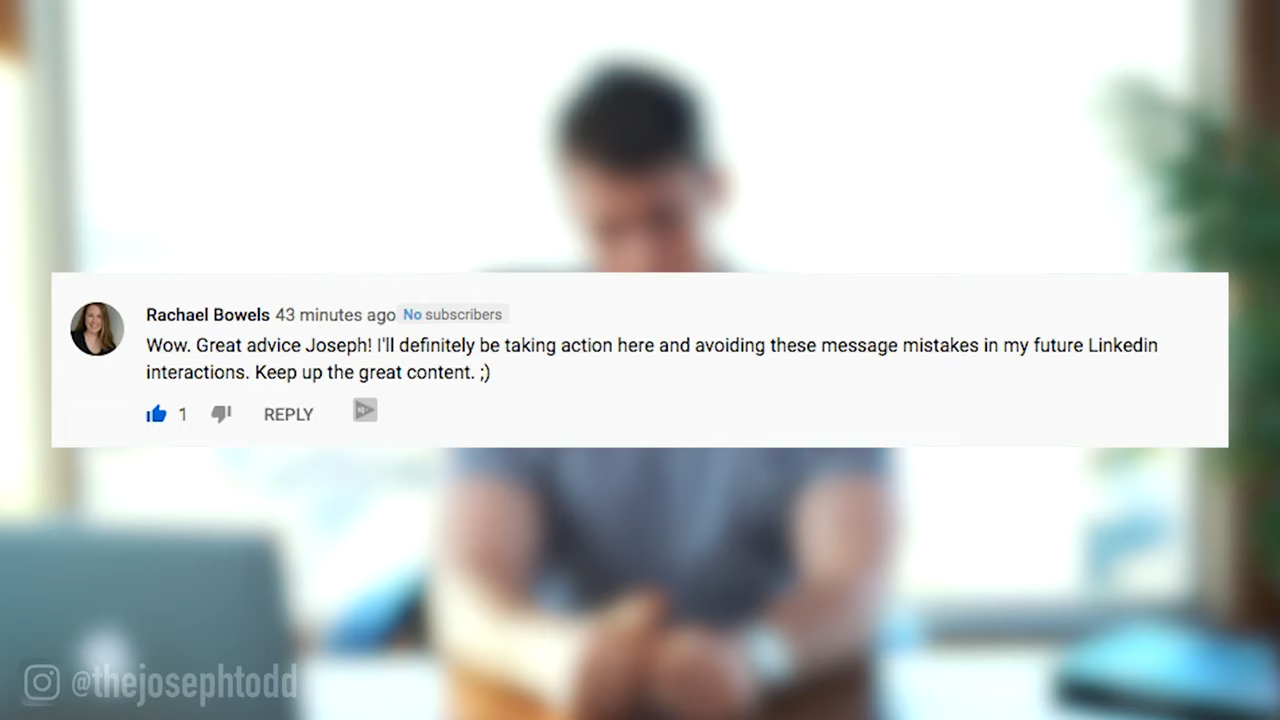 Rachael Bowels 43 minutes ago No subscribers
Wow. Great advice Joseph! I'll definitely be taking action here and avoiding these message mistakes in my future Linkedin
interactions. Keep up the great content. ;)
1 REPLY
@thejosephtodd